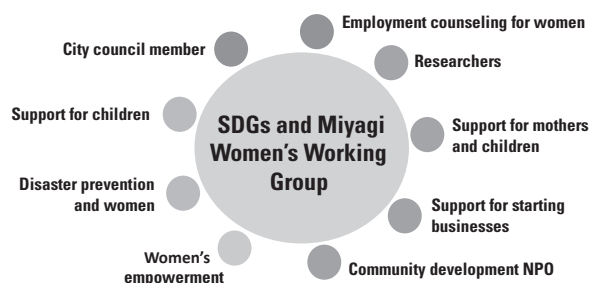 Employment counseling for women
City council member
Researchers
Support for children
SDGs and Miyagi
Women's Working
Group
Support for mothers
and children
Disaster prevention
and women
Support for starting
businesses
Women's
empowerment
Community development NPO